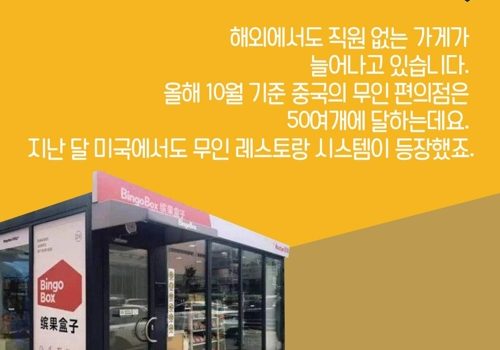 해외에서도 직원 없는 가게가
늘어나고 있습니다.
올해 10월 기준 중국의 무인 편의점은
50여개에 달하는데요.
지난 달 미국에서도 무인 레스토랑 시스템이 등장했죠.
BingoBox 缤果盒子
BingoBox
Bingo
Box
缤果盒子